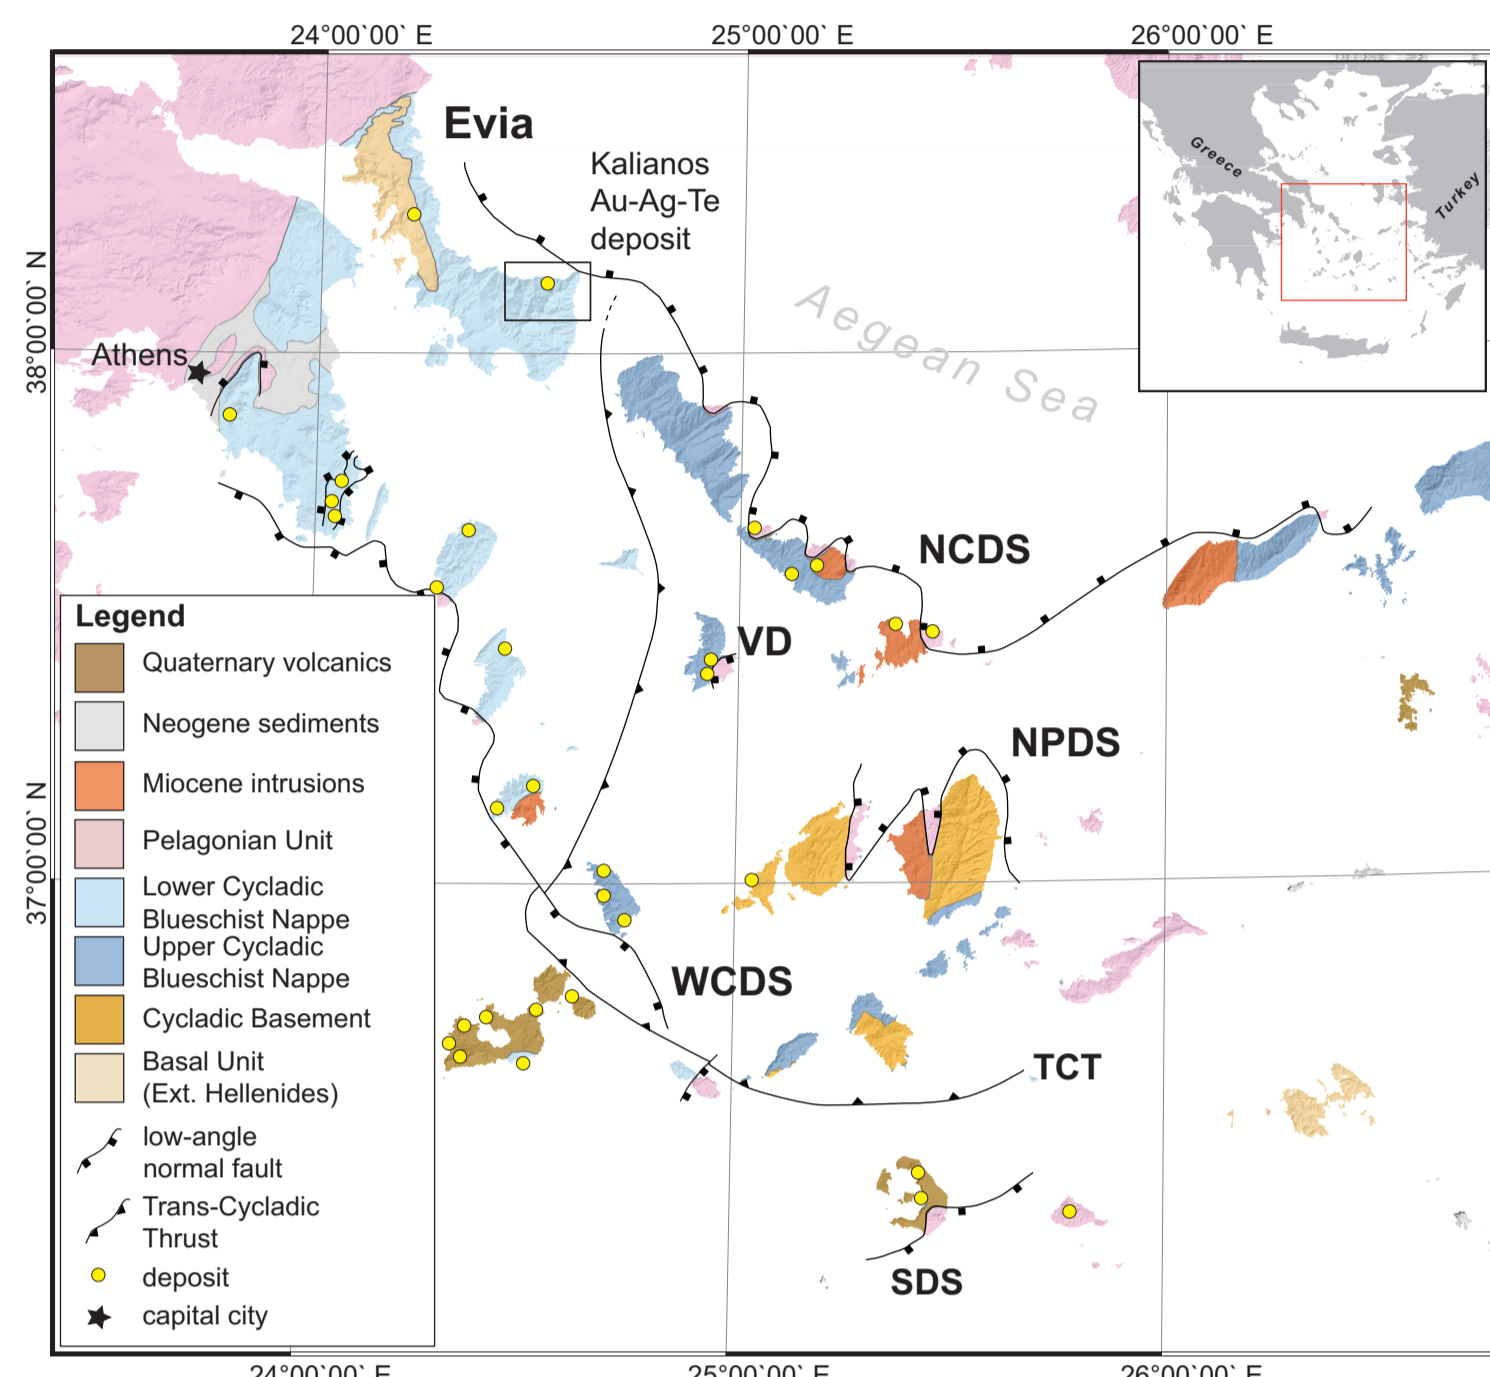 24°00`00` E
25°00`00` E
26°00`00` E
Evia
Kalianos
Au-Ag-Te
deposit
Greece
Turkey
38°00`00` N
Aegean Sea
Athens
NCDS
VD
NPDS
37°00`00` N
WCDS
TCT
SDS
Legend
Quaternary volcanics
Neogene sediments
Miocene intrusions
Pelagonian Unit
Lower Cycladic
Blueschist Nappe
Upper Cycladic
Blueschist Nappe
Cycladic Basement
Basal Unit
(Ext. Hellenides)
low-angle
normal fault
Trans-Cycladic
Thrust
deposit
capital city
24°00`00` E
25°00`00` E
26°00`00` E